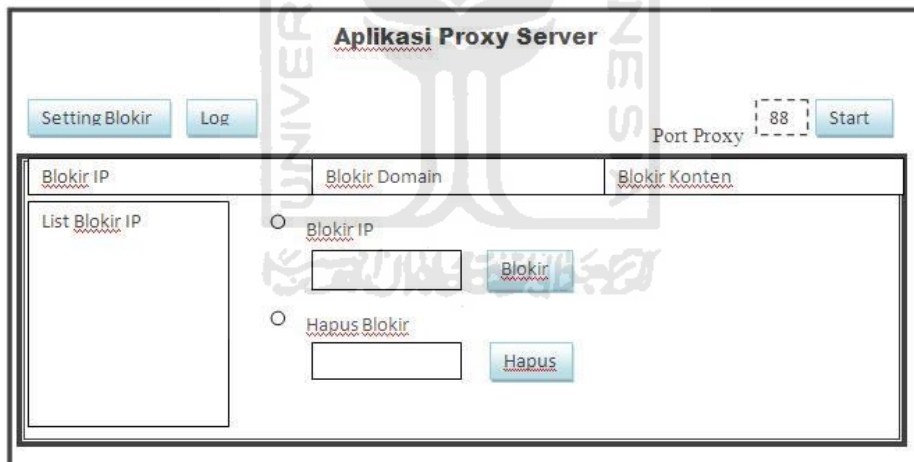 Aplikasi Proxy Server
Setting Blokir Log Port Proxy 88 Start
Blokir IP Blokir Domain Blokir Konten
List Blokir IP
Blokir IP
Blokir
Hapus Blokir
Hapus